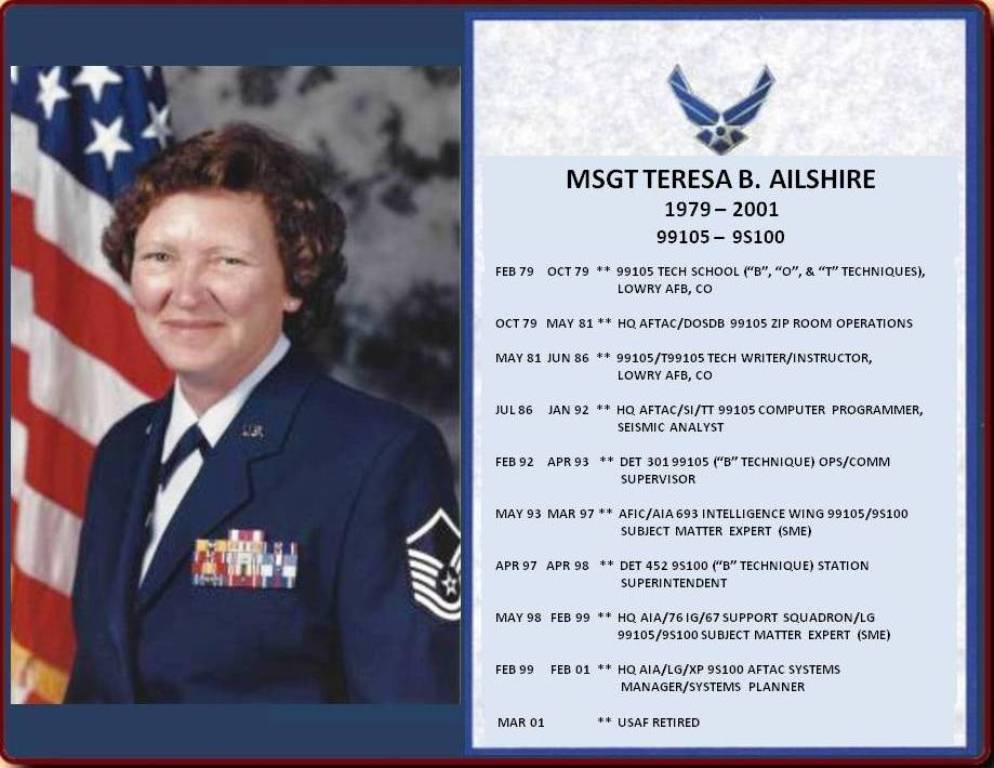 MSGT TERESA B. AILSHIRE
1979 – 2001
99105 – 9S100
FEB 79 OCT 79 ** 99105 TECH SCHOOL (“B”, “O”, & “T” TECHNIQUES),
LOWRY AFB, CO
OCT 79 MAY 81 ** HQ AFTAC/DOSDB 99105 ZIP ROOM OPERATIONS
MAY 81 JUN 86 ** 99105/T99105 TECH WRITER/INSTRUCTOR,
LOWRY AFB, CO
JUL 86 JAN 92 ** HQ AFTAC/SI/TT 99105 COMPUTER PROGRAMMER,
SEISMIC ANALYST
FEB 92 APR 93 ** DET 301 99105 (“B” TECHNIQUE) OPS/COMM
SUPERVISOR
MAY 93 MAR 97 ** AFIC/AIA 693 INTELLIGENCE WING 99105/9S100
SUBJECT MATTER EXPERT (SME)
APR 97 APR 98 ** DET 452 9S100 (“B” TECHNIQUE) STATION
SUPERINTENDENT
MAY 98 FEB 99 ** HQ AIA/76 IG/67 SUPPORT SQUADRON/LG
99105/9S100 SUBJECT MATTER EXPERT (SME)
FEB 99 FEB 01 ** HQ AIA/LG/XP 9S100 AFTAC SYSTEMS
MANAGER/SYSTEMS PLANNER
MAR 01 ** USAF RETIRED
U.S.